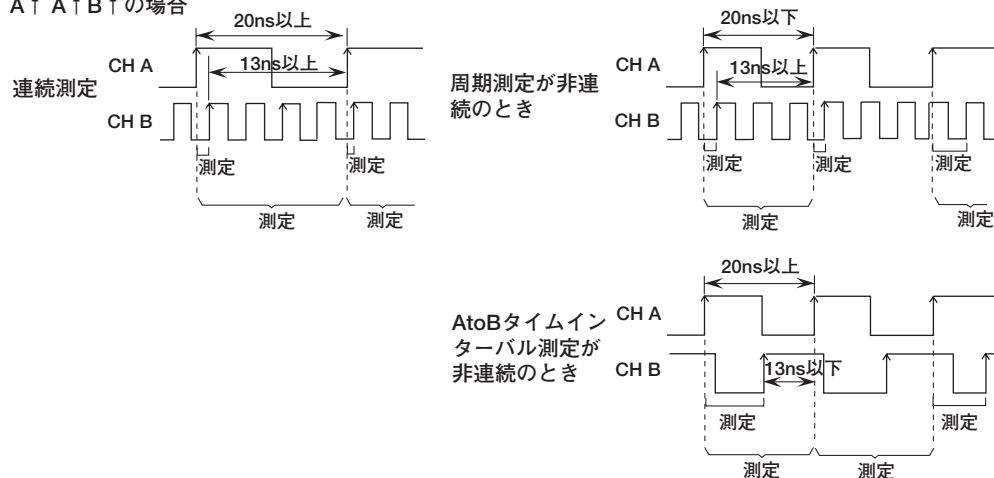 A↑ A↑B↑の場合
連続測定
20ns以上
CH A
13ns以上
CH B
測定
測定
測定
測定
周期測定が非連
続のとき
20ns以下
CH A
13ns以上
CH B
測定
測定
測定
測定
測定
AtoBタイムイン
ターバル測定が
非連続のとき
20ns以上
CH A
CH B
13ns以下
測定
測定
測定
測定